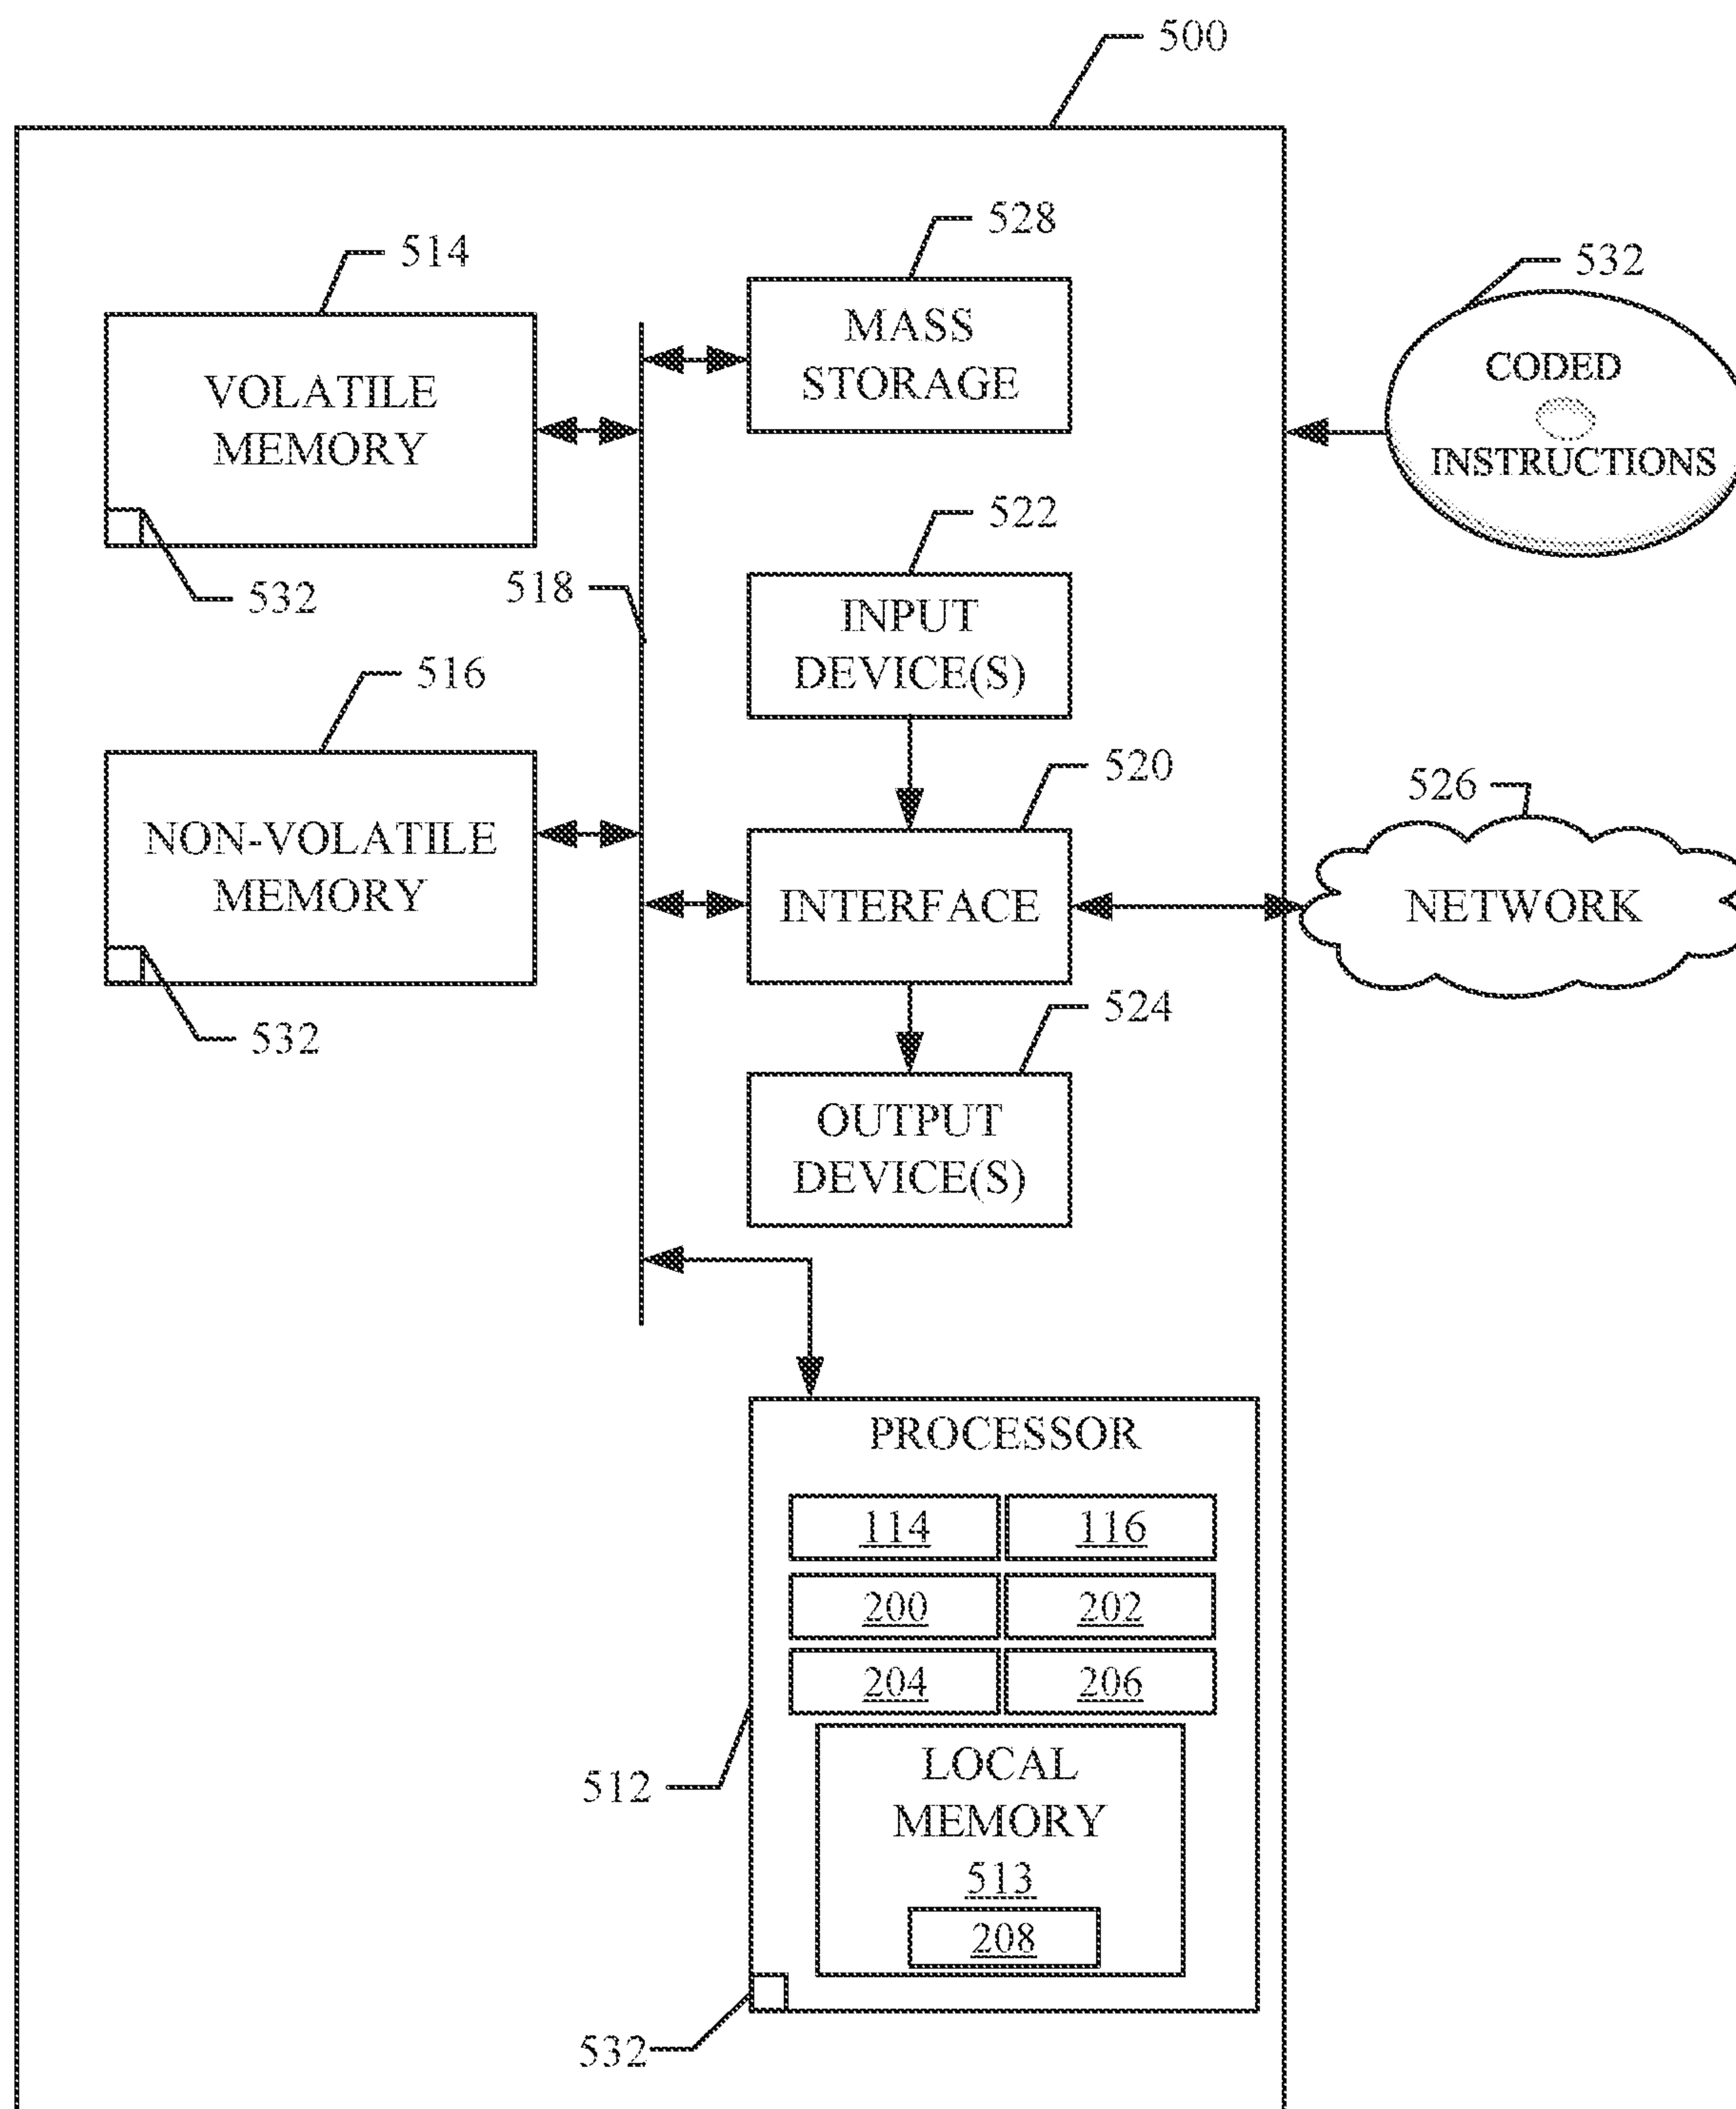 500
528
514
532
MASS
STORAGE
CODED
INSTRUCTIONS
VOLATILE
MEMORY
522
532
518
INPUT
DEVICE(S)
516
520
526
NON-VOLATILE
MEMORY
INTERFACE
NETWORK
524
532
OUTPUT
DEVICE(S)
PROCESSOR
114 116
200 202
204 206
LOCAL
MEMORY
513
208
512
532